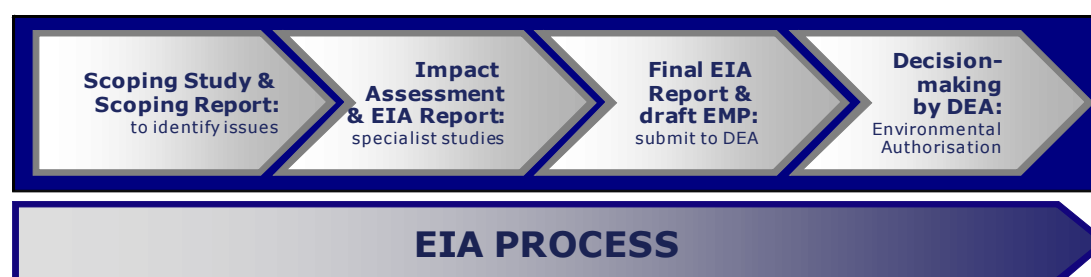 Scoping Study &
Scoping Report:
to identify issues
Impact
Assessment
& EIA Report:
specialist studies
Final EIA
Report &
draft EMP:
submit to DEA
Decision-
making
by DEA:
Environmental
Authorisation
EIA PROCESS